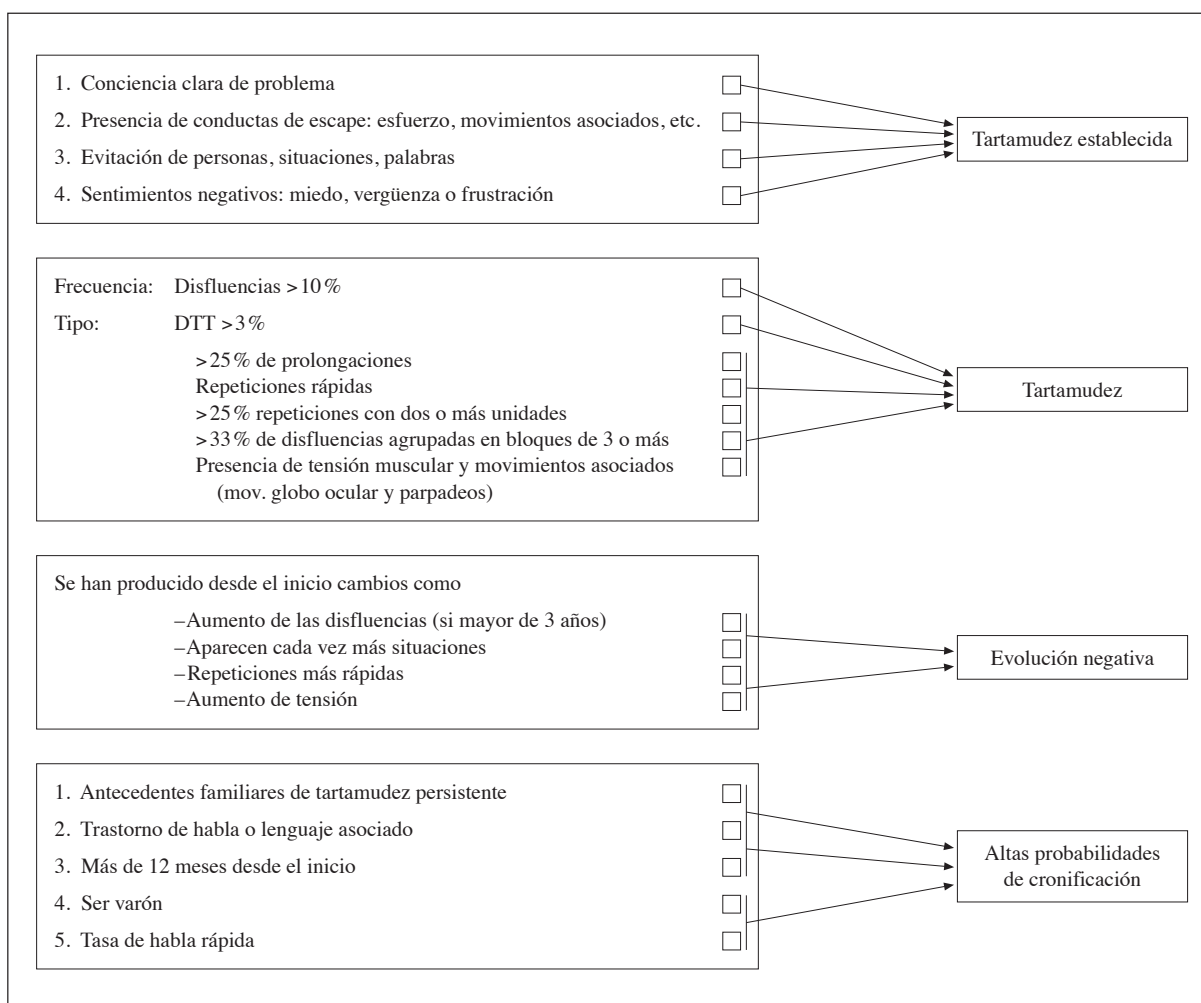 1. Conciencia clara de problema
2. Presencia de conductas de escape: esfuerzo, movimientos asociados, etc.
3. Evitación de personas, situaciones, palabras
4. Sentimientos negativos: miedo, vergüenza o frustración
Tartamudez establecida
Frecuencia: Disfluencias >10%
Tipo: DTT >3%
>25% de prolongaciones
Repeticiones rápidas
>25% repeticiones con dos o más unidades
>33% de disfluencias agrupadas en bloques de 3 o más
Presencia de tensión muscular y movimientos asociados
(mov. globo ocular y parpadeos)
Tartamudez
Se han producido desde el inicio cambios como
–Aumento de las disfluencias (si mayor de 3 años)
–Aparecen cada vez más situaciones
–Repeticiones más rápidas
–Aumento de tensión
Evolución negativa
1. Antecedentes familiares de tartamudez persistente
2. Trastorno de habla o lenguaje asociado
3. Más de 12 meses desde el inicio
4. Ser varón
5. Tasa de habla rápida
Altas probabilidades
de cronificación